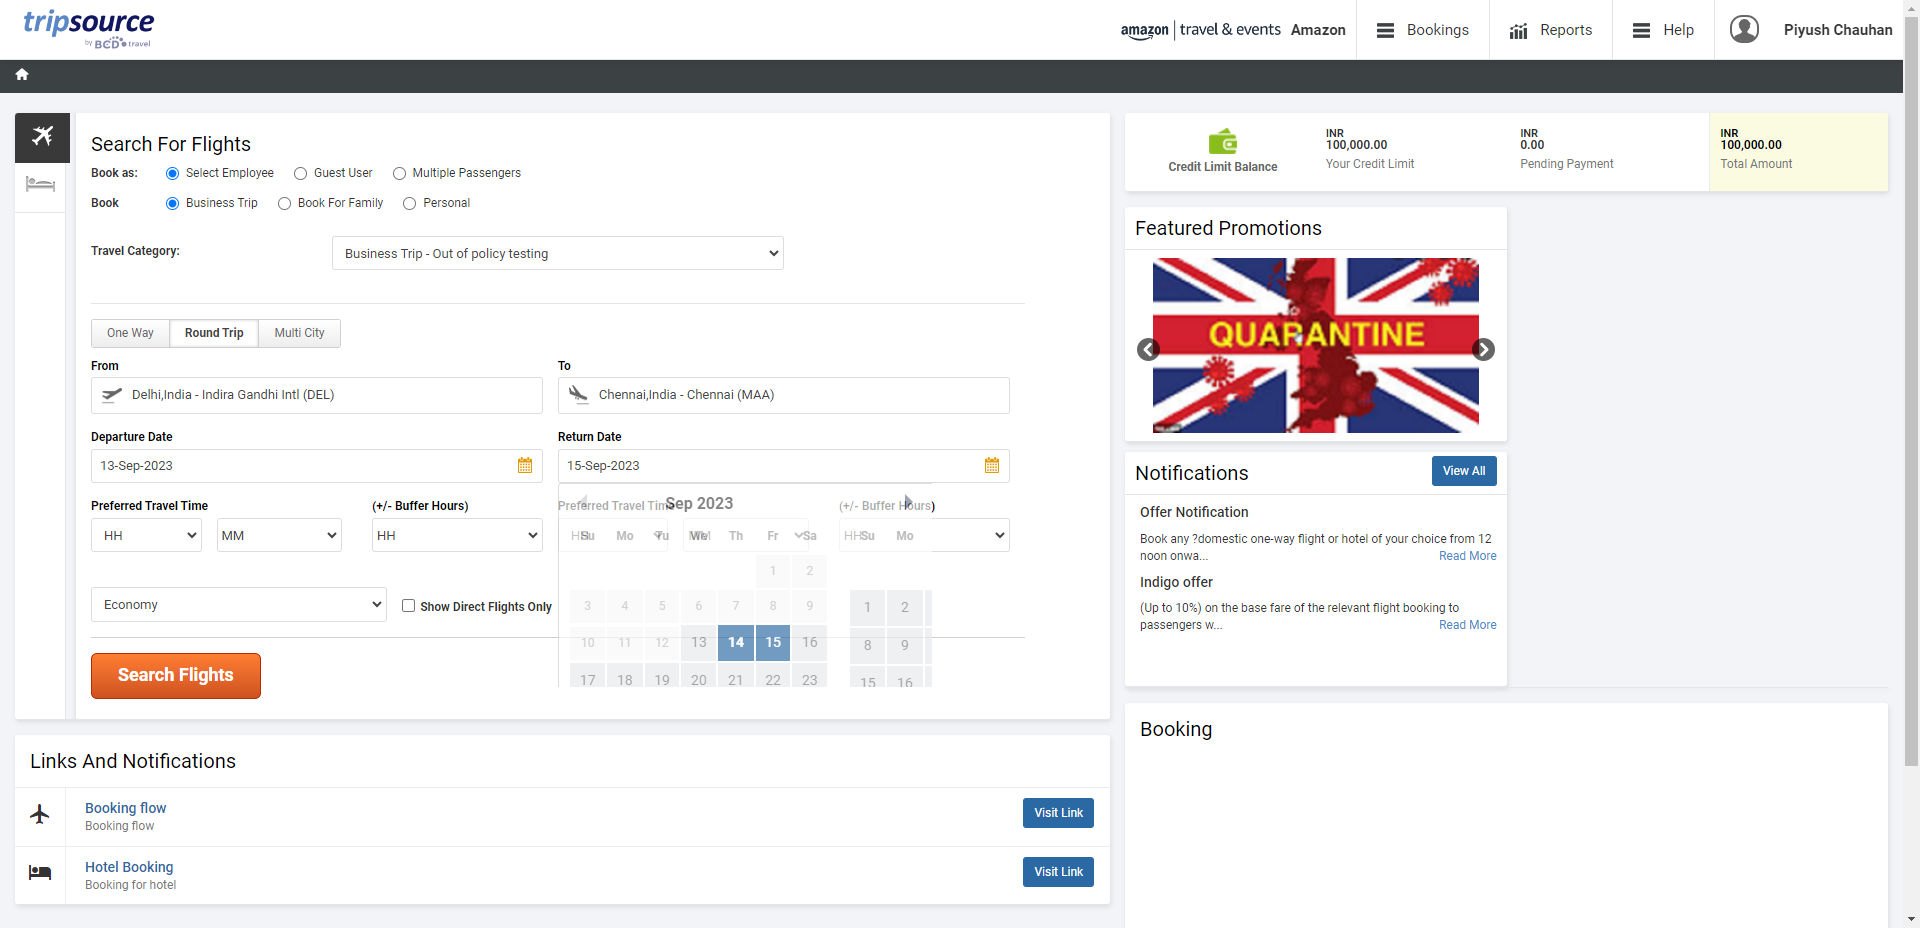 tripsource
by BCD travel
amazon | travel & events Amazon
Bookings
Reports
Help
Piyush Chauhan
Search For Flights
Book as: Select Employee Guest User Multiple Passengers
Book Business Trip Book For Family Personal
Travel Category: Business Trip - Out of policy testing
One Way Round Trip Multi City
From To
Delhi,India - Indira Gandhi Intl (DEL) Chennai,India - Chennai (MAA)
Departure Date Return Date
13-Sep-2023 15-Sep-2023
Preferred Travel Time (+/- Buffer Hours) Preferred Travel Time (+/- Buffer Hours)
Sep 2023
HH MM HH HH MM HH
Su Mo Tu We Th Fr Sa Su Mo
1 2
3 4 5 6 7 8 9 1 2
10 11 12 13 14 15 16 8 9
17 18 19 20 21 22 23 15 16
Economy Show Direct Flights Only
Search Flights
Links And Notifications
Booking flow
Booking flow
Visit Link
Hotel Booking
Booking for hotel
Visit Link
Credit Limit Balance
INR
100,000.00
Your Credit Limit
INR
0.00
Pending Payment
INR
100,000.00
Total Amount
Featured Promotions
QUARANTINE
Notifications View All
Offer Notification
Book any ?domestic one-way flight or hotel of your choice from 12
noon onwa... Read More
Indigo offer
(Up to 10%) on the base fare of the relevant flight booking to
passengers w... Read More
Booking